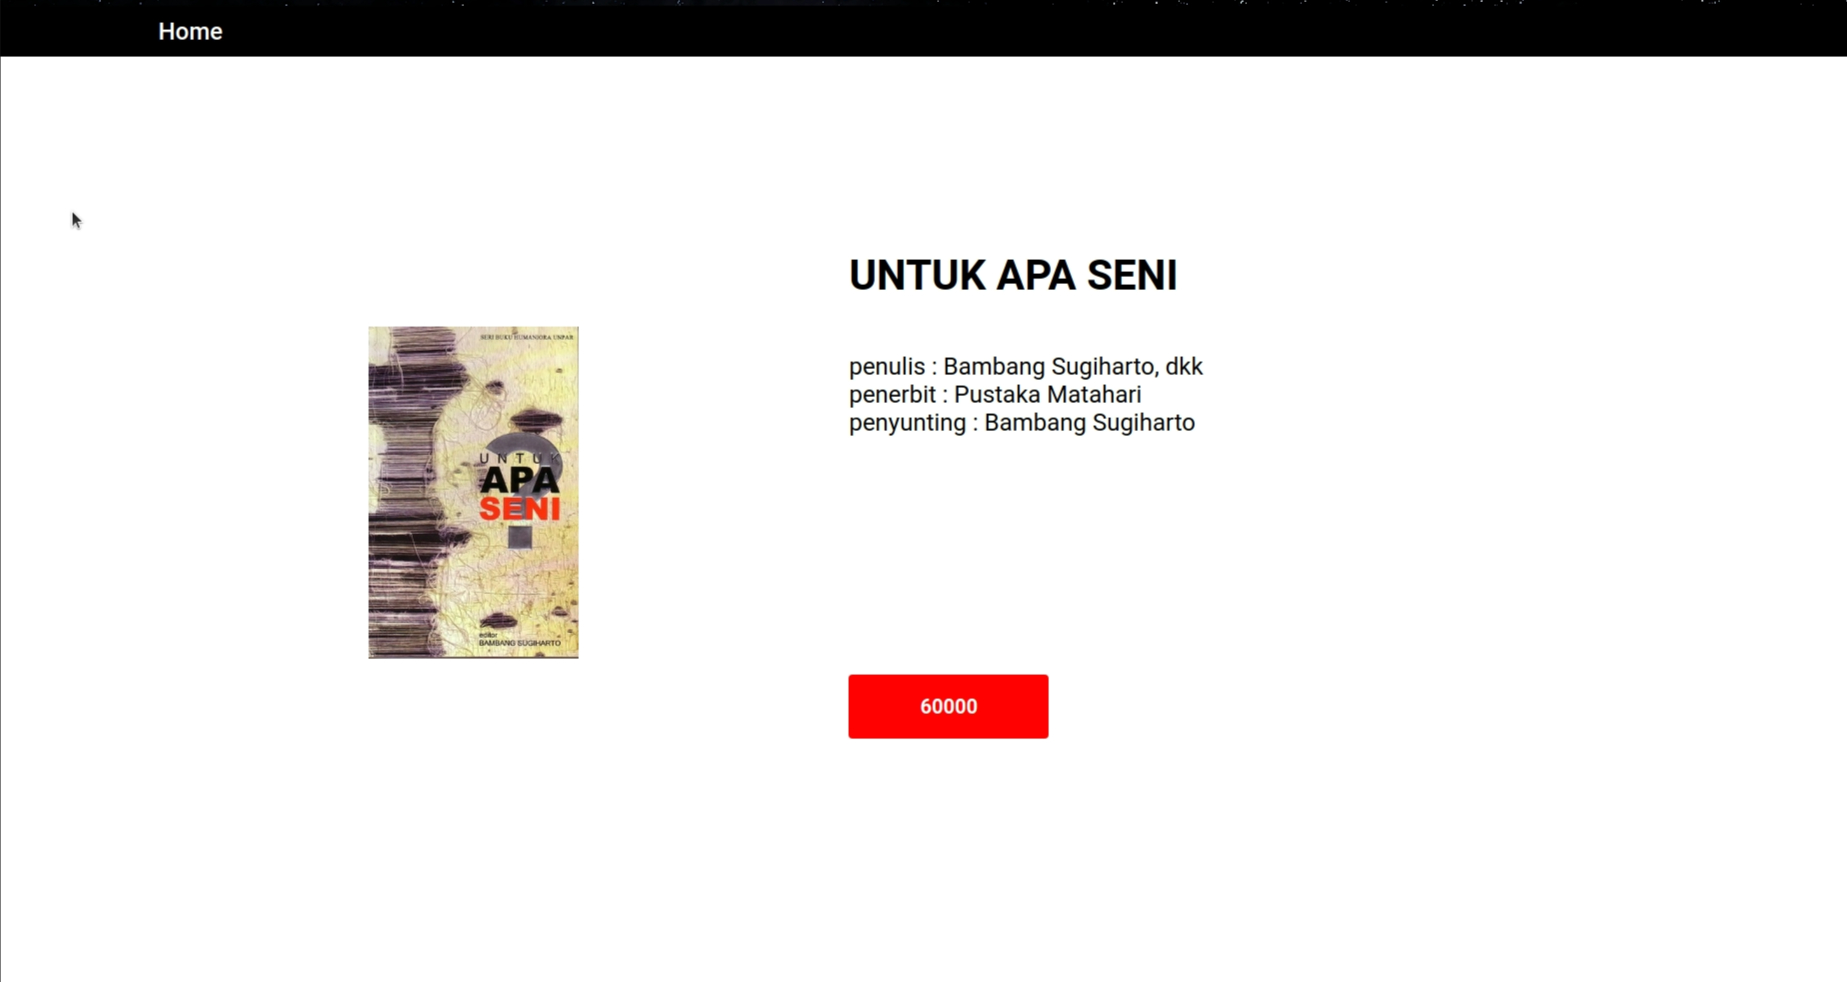 Home
UNTUK APA SENI
penulis : Bambang Sugiharto, dkk
penerbit : Pustaka Matahari
penyunting : Bambang Sugiharto
SERI BUKU HUMANIORA UNPAR
UNTUK
APA
SENI
?
editor
BAMBANG SUGIHARTO
60000